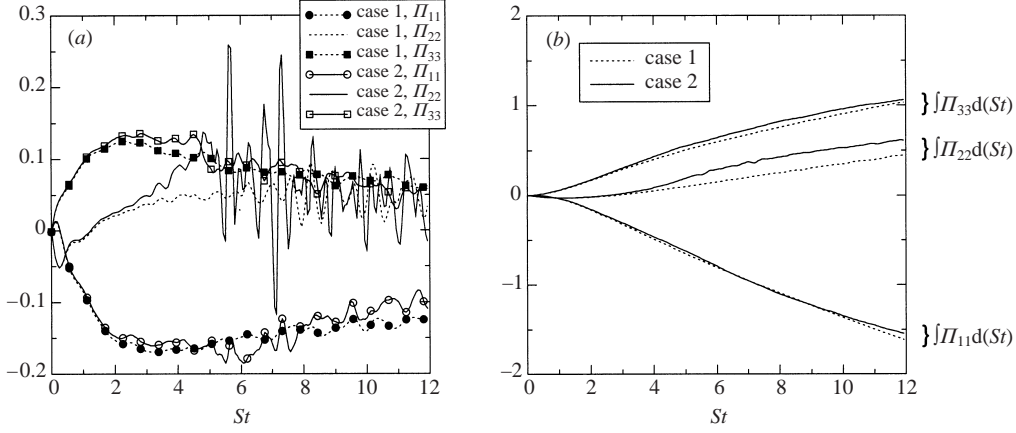 (a)
0.3
0.2
0.1
0
−0.1
−0.2
0 2 4 6 8 10 12
St
case 1, Π11
case 1, Π22
case 1, Π33
case 2, Π11
case 2, Π22
case 2, Π33
(b)
2
1
0
−1
−2
0 2 4 6 8 10 12
St
case 1
case 2
} ∫Π33d(St)
} ∫Π22d(St)
} ∫Π11d(St)